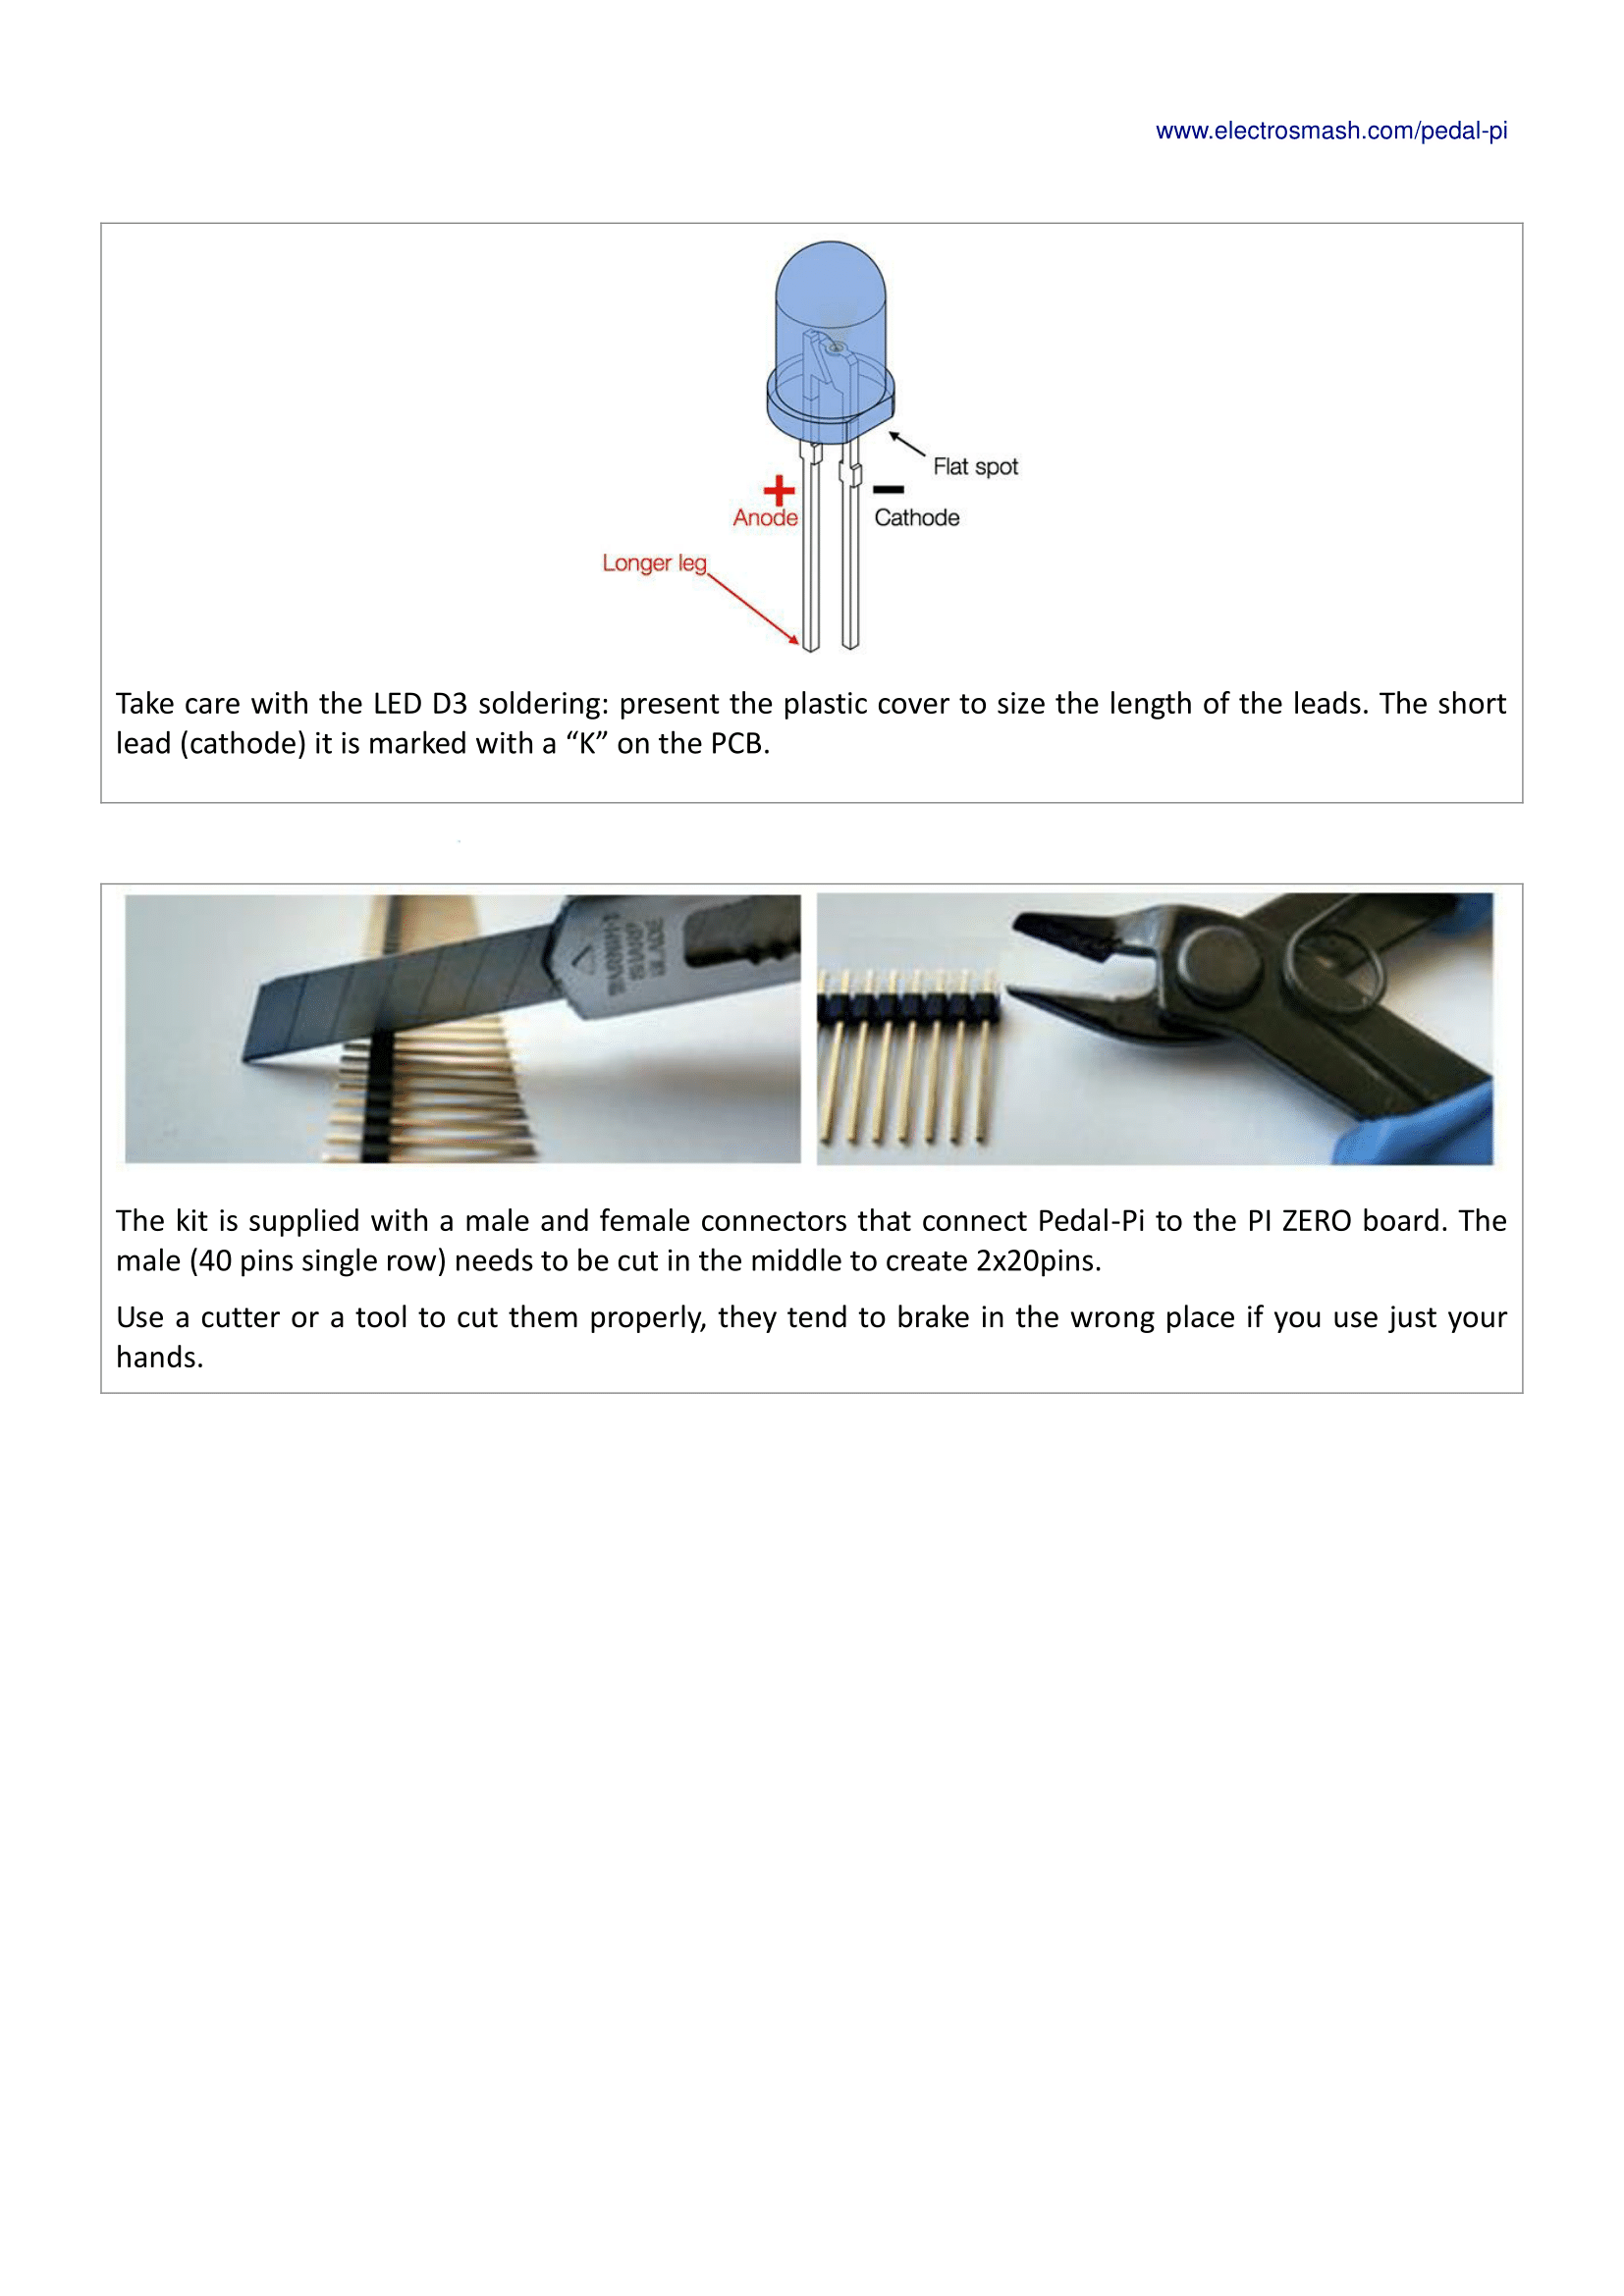 www.electrosmash.com/pedal-pi
Flat spot
Anode
Cathode
Longer leg
Take care with the LED D3 soldering: present the plastic cover to size the length of the leads. The short
lead (cathode) it is marked with a “K” on the PCB.
WARNING
SHARP
BLADE
The kit is supplied with a male and female connectors that connect Pedal-Pi to the PI ZERO board. The
male (40 pins single row) needs to be cut in the middle to create 2x20pins.
Use a cutter or a tool to cut them properly, they tend to brake in the wrong place if you use just your
hands.